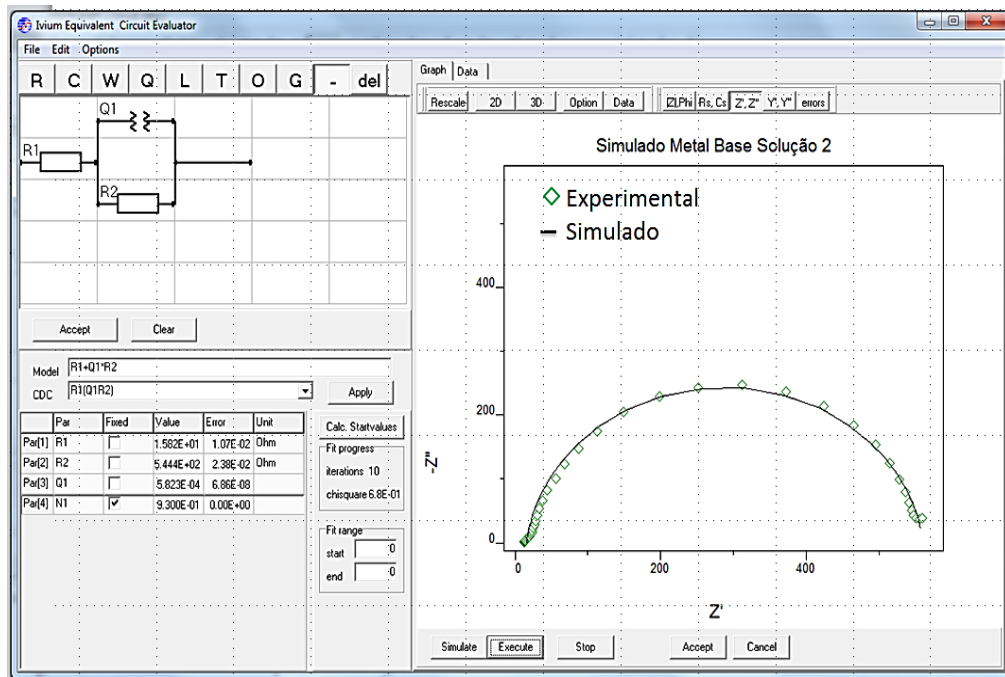 Ivium Equivalent Circuit Evaluator
File Edit Options
R C W Q L T O G - del
Q1
R1
R2
Accept Clear
Model R1+Q1*R2
CDC R1(Q1R2) Apply
Par Fixed Value Error Unit
Par[1] R1 1.582E+01 1.07E-02 Ohm
Par[2] R2 5.444E+02 2.38E-02 Ohm
Par[3] Q1 5.823E-04 6.86E-08
Par[4] N1 9.300E-01 0.00E+00
Calc. Startvalues
Fit progress
iterations 10
chisquare 6.8E-01
Fit range
start 0
end 0
Graph Data
Rescale 2D 3D Option Data |Z|,Phi Rs, Cs Z', Z'' Y', Y'' errors
Simulado Metal Base Solução 2
Experimental
Simulado
400
200
0
-Z''
0 200 400
Z'
Simulate Execute Stop Accept Cancel